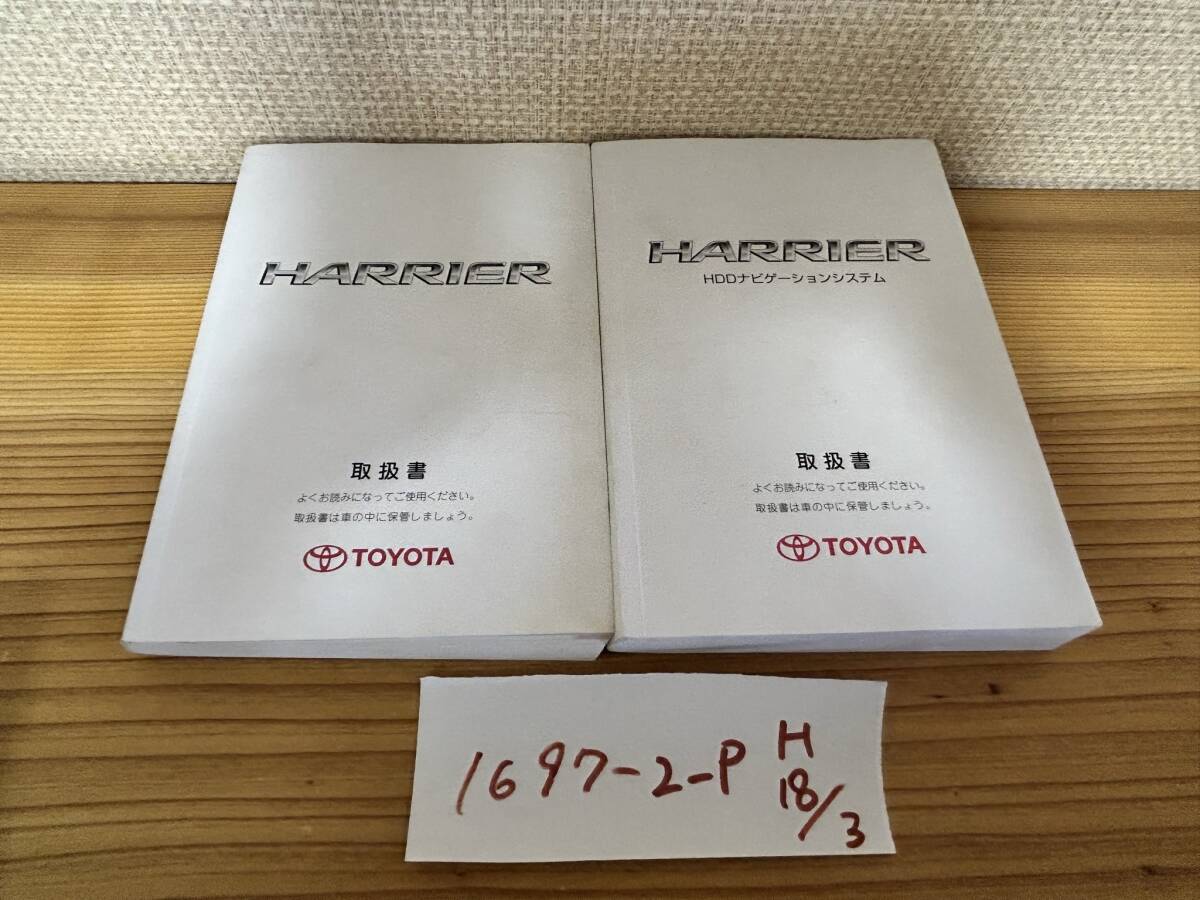 HARRIER
取扱書
よくお読みになってご使用ください。
取扱書は車の中に保管しましょう。
TOYOTA
HARRIER
HDDナビゲーションシステム
取扱書
よくお読みになってご使用ください。
取扱書は車の中に保管しましょう。
TOYOTA
1697-2-P
H
18/3